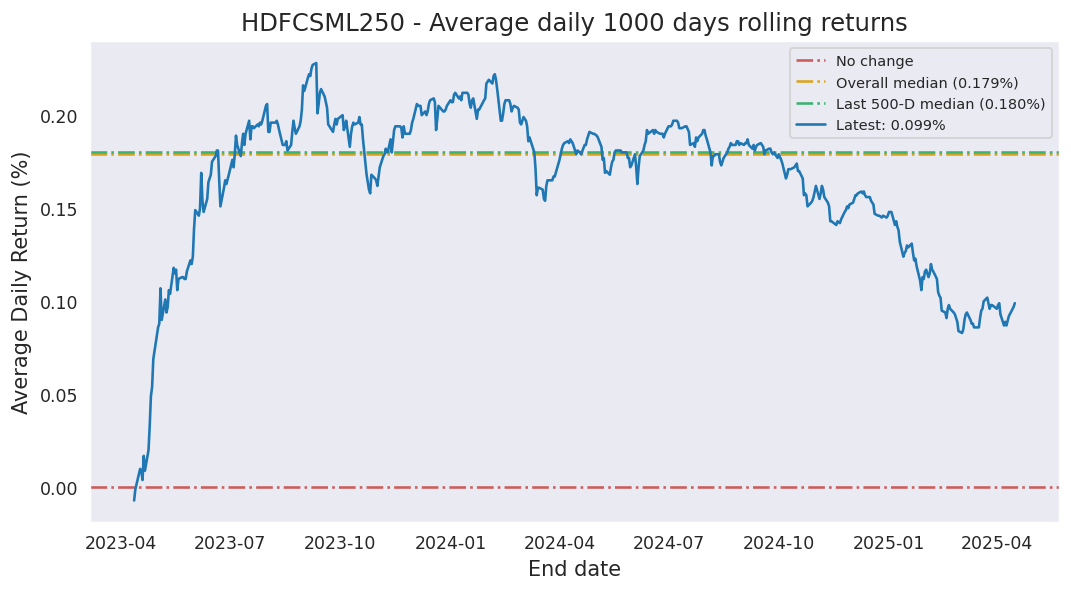 HDFCSML250 - Average daily 1000 days rolling returns
No change
Overall median (0.179%)
Last 500-D median (0.180%)
Latest: 0.099%
Average Daily Return (%)
0.20
0.15
0.10
0.05
0.00
2023-04 2023-07 2023-10 2024-01 2024-04 2024-07 2024-10 2025-01 2025-04
End date